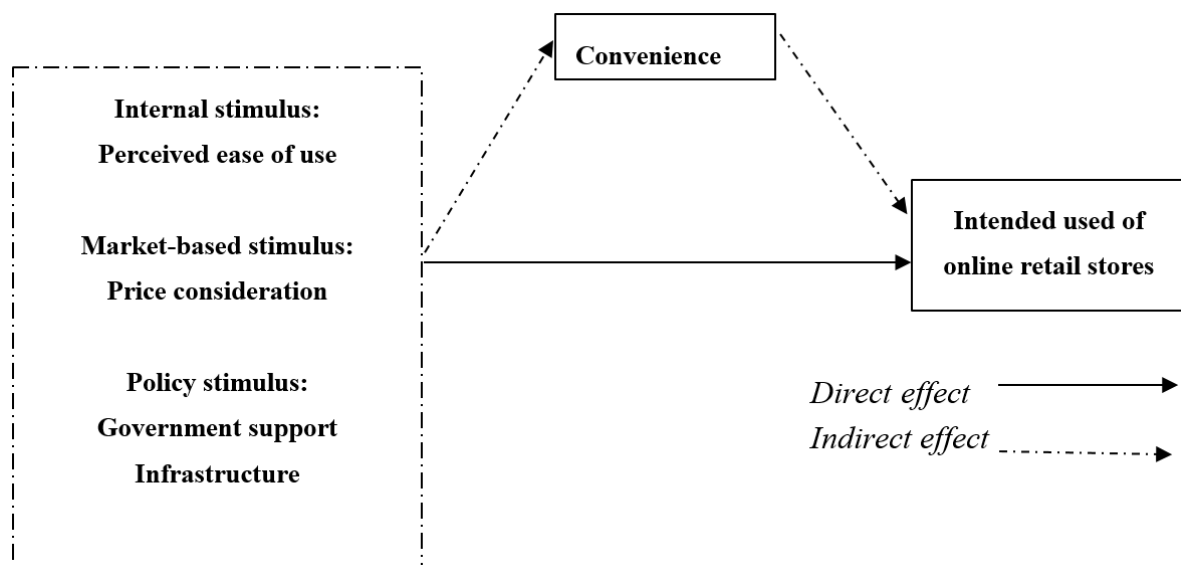 Convenience
Internal stimulus:
Perceived ease of use
Market-based stimulus:
Price consideration
Policy stimulus:
Government support
Infrastructure
Intended used of
online retail stores
Direct effect
Indirect effect